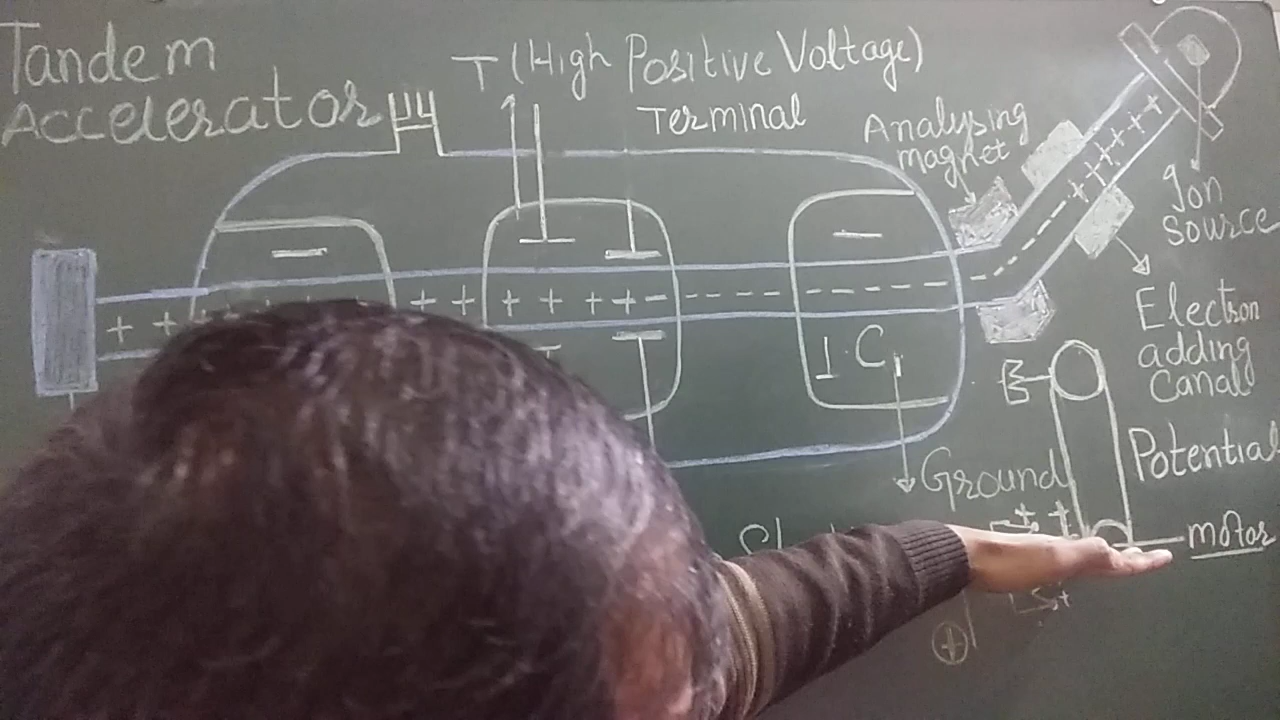 Tandem
Accelerator
T (High Positive Voltage)
Terminal
Analysing
magnet
Ion
Source
Electron
adding
Canal
+ +
+ + + + + + - - - - - - - - - - - - - - -
+ + + + + + + +
C
Ground
Potential
motor
+ +
+